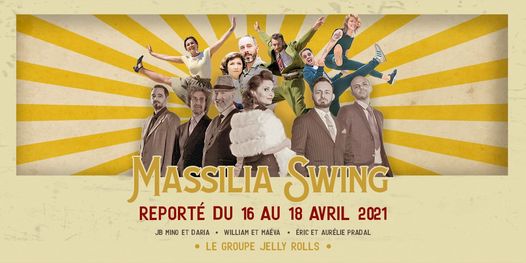 MASSILIA SWING
REPORTÉ DU 16 AU 18 AVRIL 2021
JB MINO ET DARIA • WILLIAM ET MAËVA • ÉRIC ET AURÉLIE PRADAL
• LE GROUPE JELLY ROLLS •